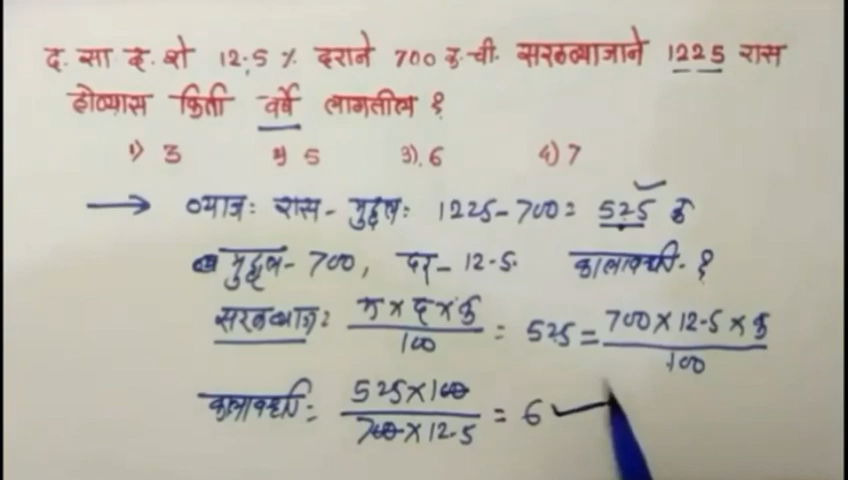 द. सा द. शे 12.5 % दराने 700 रु. ची. सरळव्याजाने 1225 रास
होण्यास किती वर्षे लागतील ?
1) 3 2) 5 3). 6 4) 7
→ व्याज: रास - मुद्दल: 1225-700= 525 रु
मुद्दल- 700, दर- 12.5. कालावधी- ?
सरळव्याज: म×द×क/100 = 525 = 700×12.5×क/100
कालावधी= 525×100/700×12.5 = 6